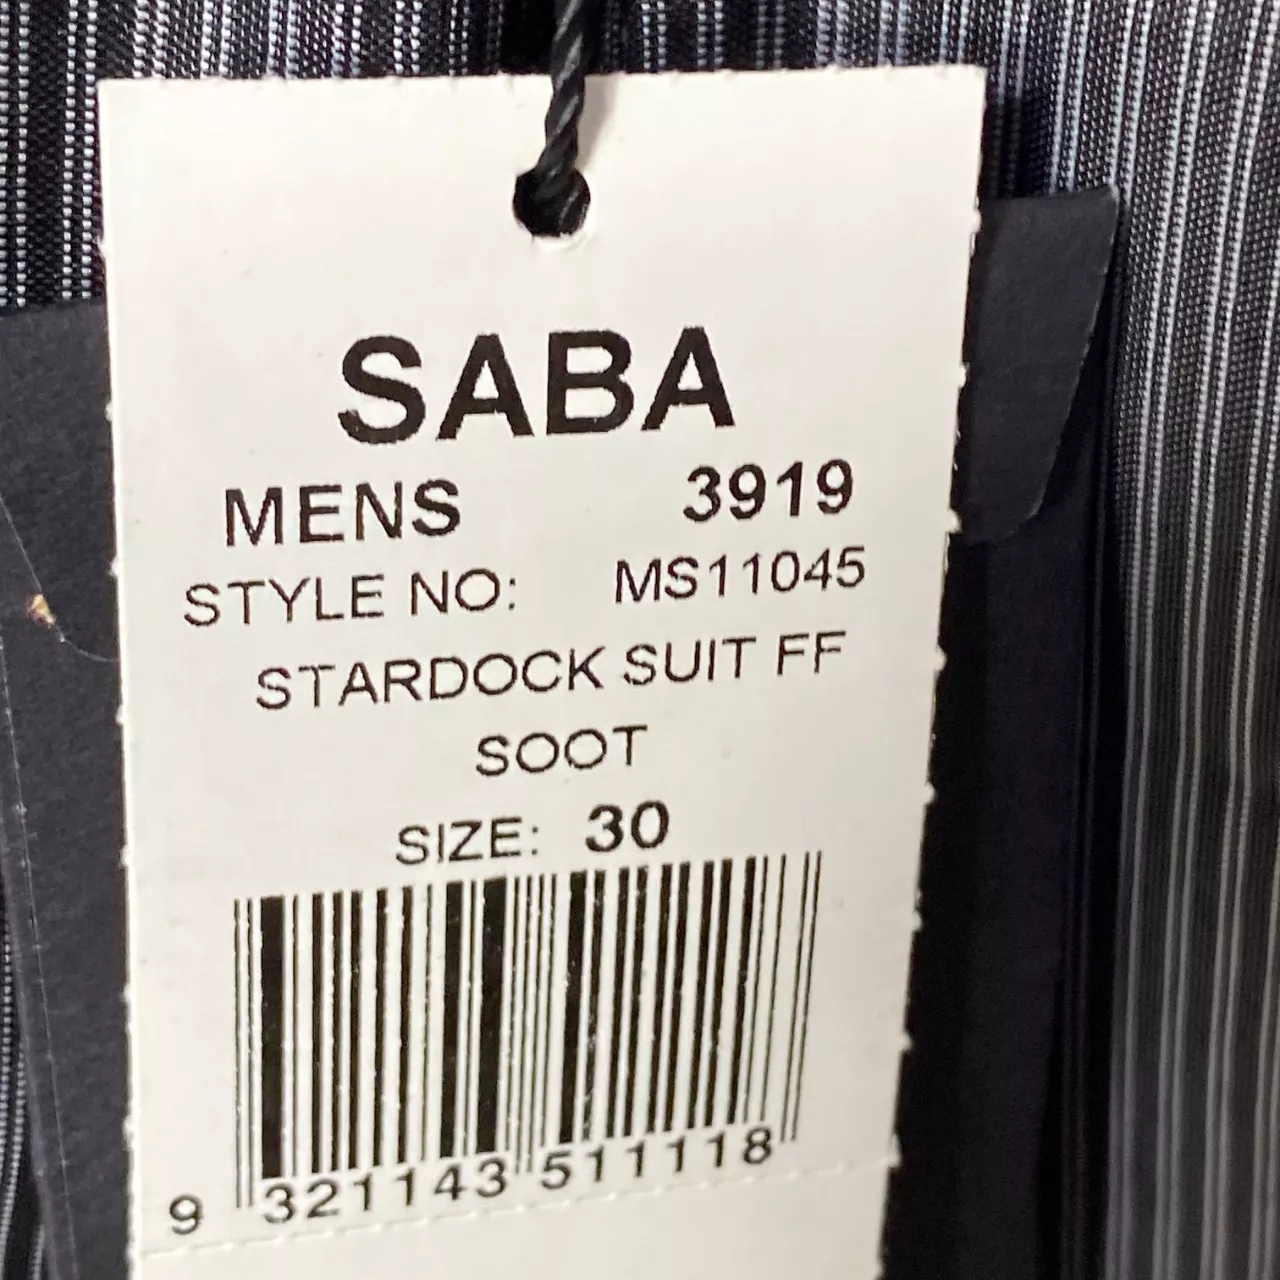 SABA
MENS 3919
STYLE NO: MS11045
STARDOCK SUIT FF
SOOT
SIZE: 30
9 321143 511118